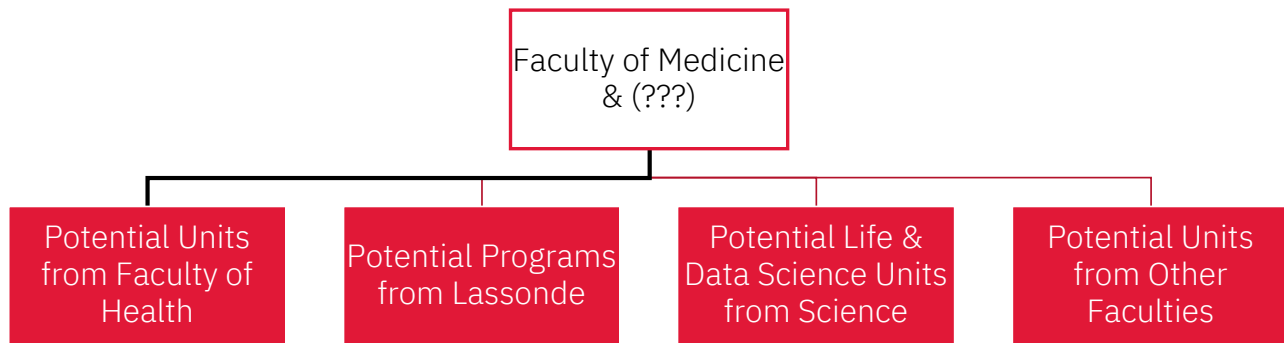 Faculty of Medicine
& (???)
Potential Units
from Faculty of
Health
Potential Programs
from Lassonde
Potential Life &
Data Science Units
from Science
Potential Units
from Other
Faculties